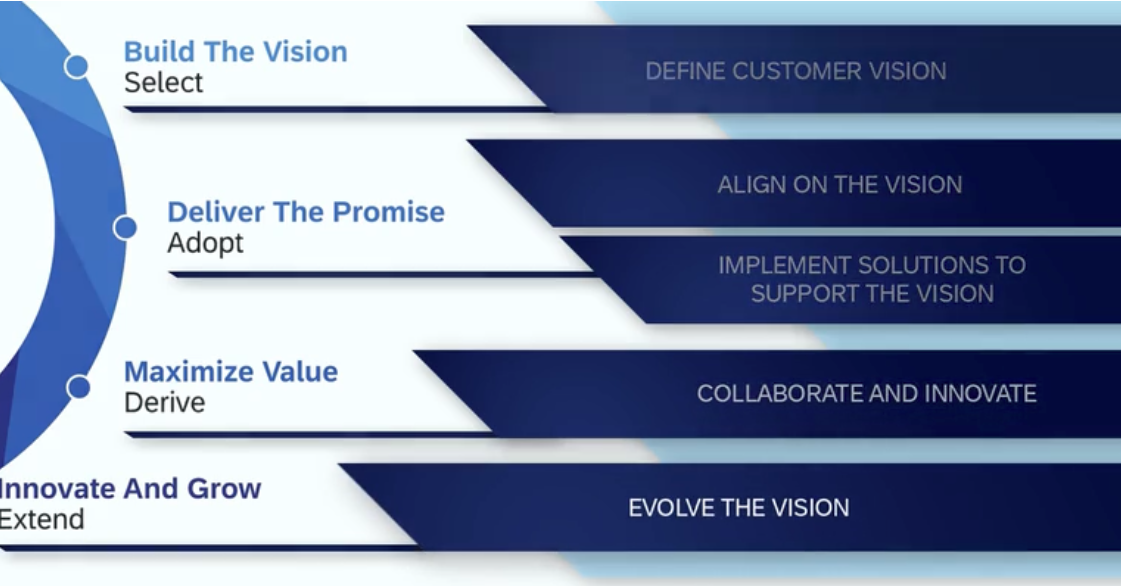 Build The Vision
Select
DEFINE CUSTOMER VISION
Deliver The Promise
Adopt
ALIGN ON THE VISION
IMPLEMENT SOLUTIONS TO
SUPPORT THE VISION
Maximize Value
Derive
COLLABORATE AND INNOVATE
Innovate And Grow
Extend
EVOLVE THE VISION